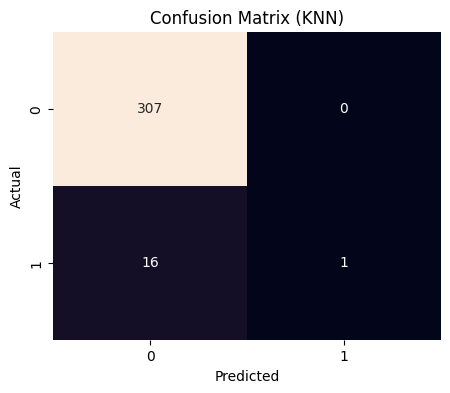 Confusion Matrix (KNN)
Actual
0
307
0
1
16
1
0
1
Predicted